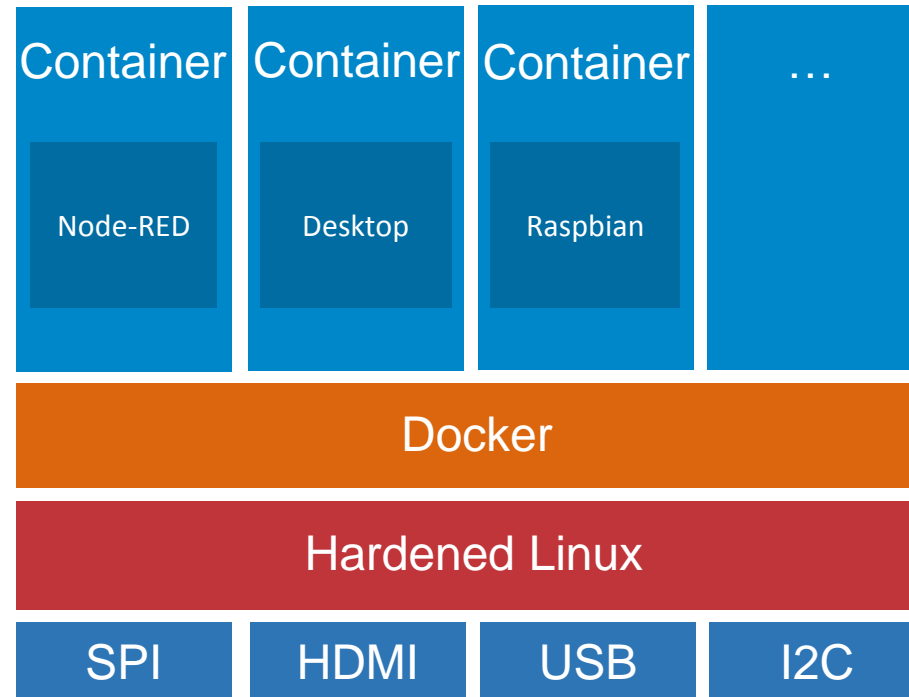 Container
Container
Container
...
Node-RED
Desktop
Raspbian
Docker
Hardened Linux
SPI
HDMI
USB
I2C